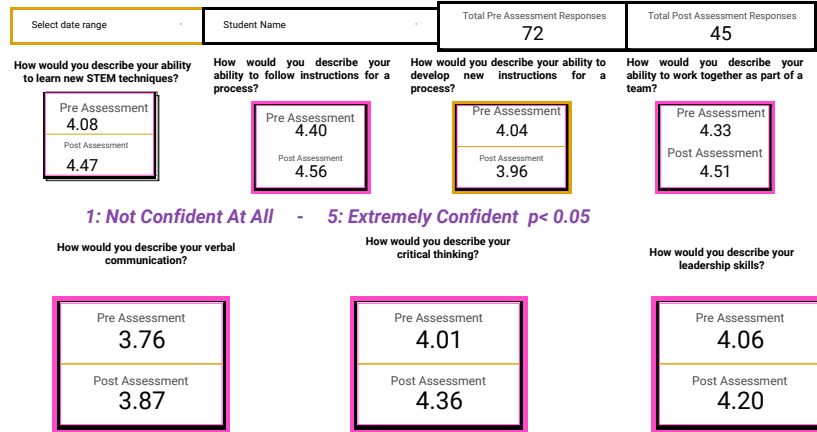 Select date range
Student Name
Total Pre Assessment Responses
72
Total Post Assessment Responses
45
How would you describe your ability
to learn new STEM techniques?
Pre Assessment
4.08
Post Assessment
4.47
How would you describe your
ability to follow instructions for a
process?
Pre Assessment
4.40
Post Assessment
4.56
How would you describe your ability to
develop new instructions for a
process?
Pre Assessment
4.04
Post Assessment
3.96
How would you describe your
ability to work together as part of a
team?
Pre Assessment
4.33
Post Assessment
4.51
1: Not Confident At All - 5: Extremely Confident p< 0.05
How would you describe your verbal
communication?
Pre Assessment
3.76
Post Assessment
3.87
How would you describe your
critical thinking?
Pre Assessment
4.01
Post Assessment
4.36
How would you describe your
leadership skills?
Pre Assessment
4.06
Post Assessment
4.20